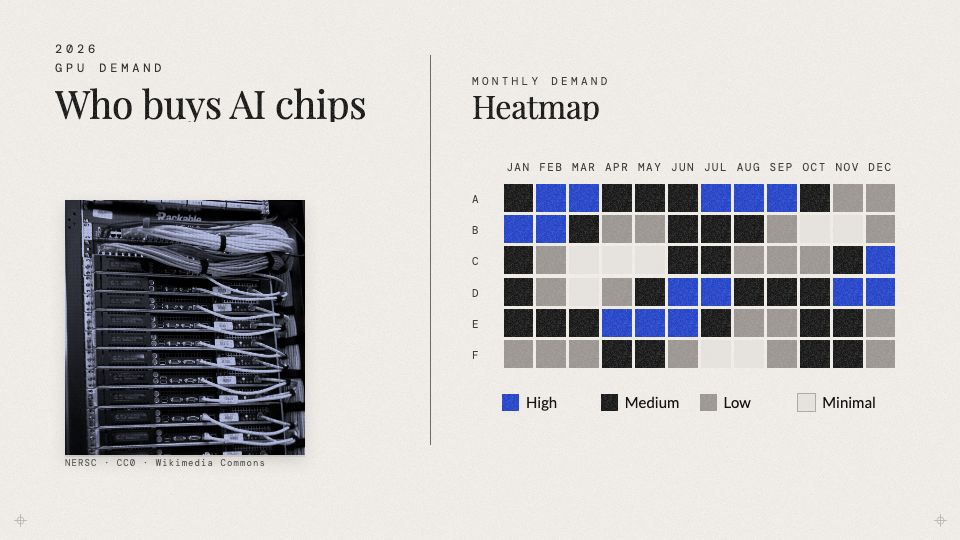 2026
GPU DEMAND
Who buys AI chips
Rackable
NERSC · CC0 · Wikimedia Commons
MONTHLY DEMAND
Heatmap
JAN FEB MAR APR MAY JUN JUL AUG SEP OCT NOV DEC
A
B
C
D
E
F
High Medium Low Minimal